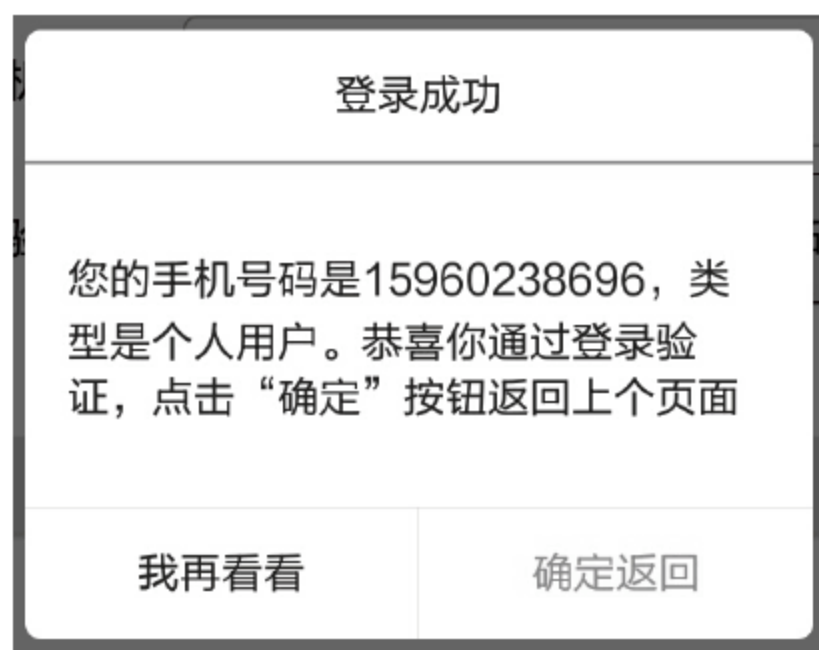 登录成功
您的手机号码是15960238696，类
型是个人用户。恭喜你通过登录验
证，点击“确定”按钮返回上个页面
我再看看
确定返回